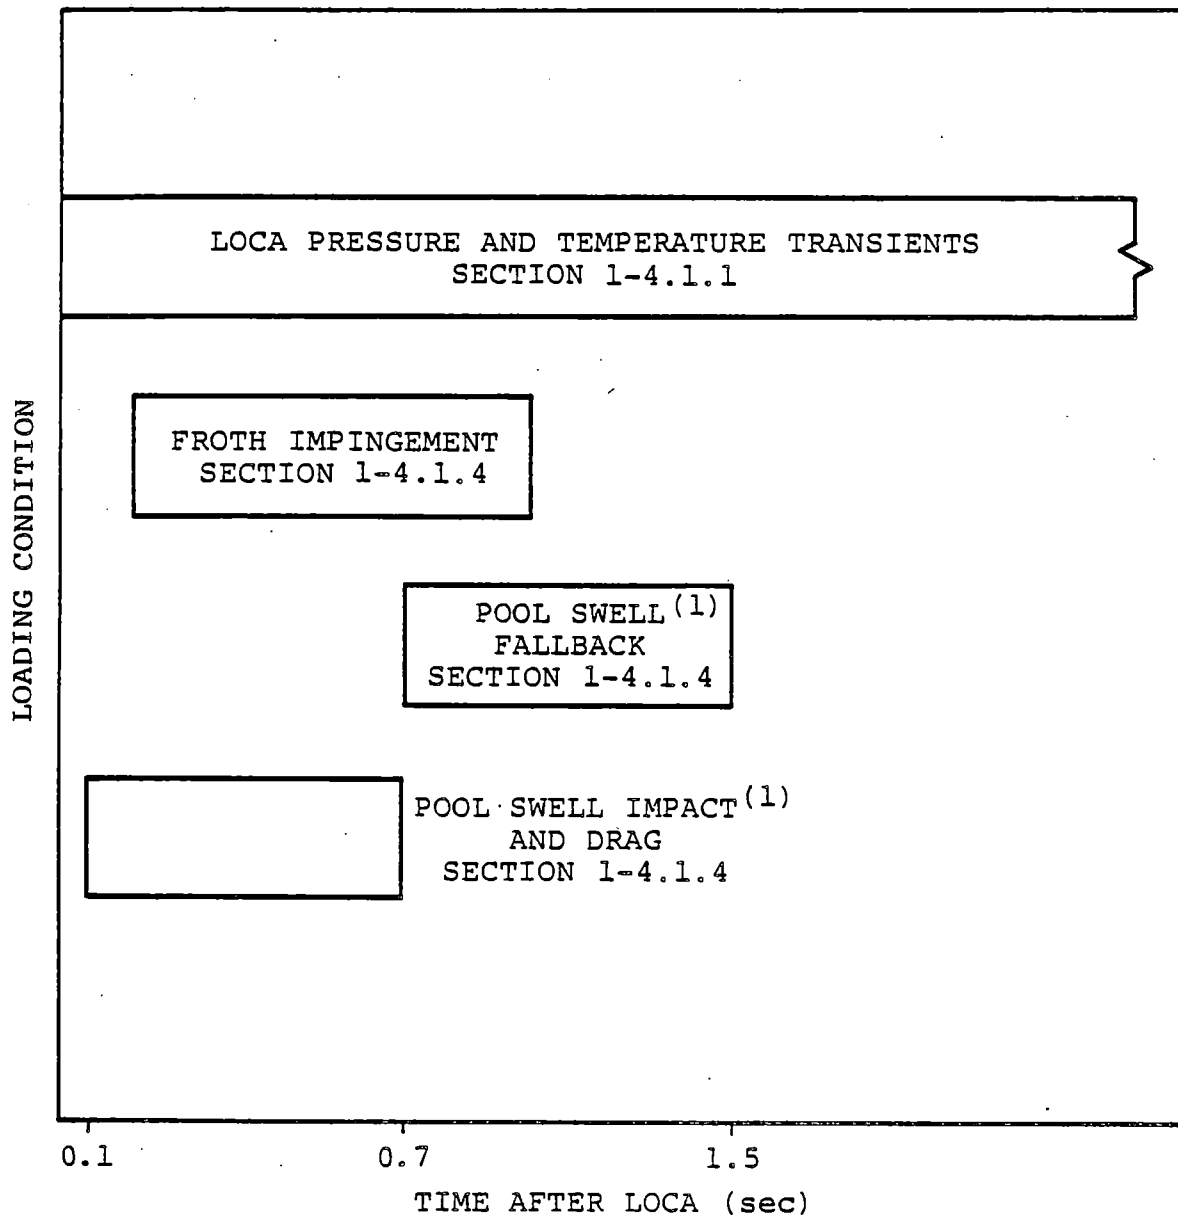 LOCA PRESSURE AND TEMPERATURE TRANSIENTS
SECTION 1-4.1.1
FROTH IMPINGEMENT
SECTION 1-4.1.4
POOL SWELL(1)
FALLBACK
SECTION 1-4.1.4
POOL SWELL IMPACT(1)
AND DRAG
SECTION 1-4.1.4
LOADING CONDITION
0.1 0.7 1.5
TIME AFTER LOCA (sec)